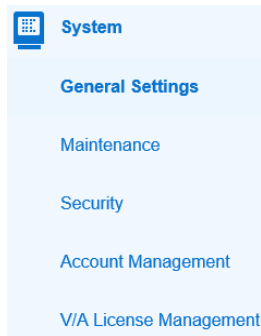 System
General Settings
Maintenance
Security
Account Management
V/A License Management